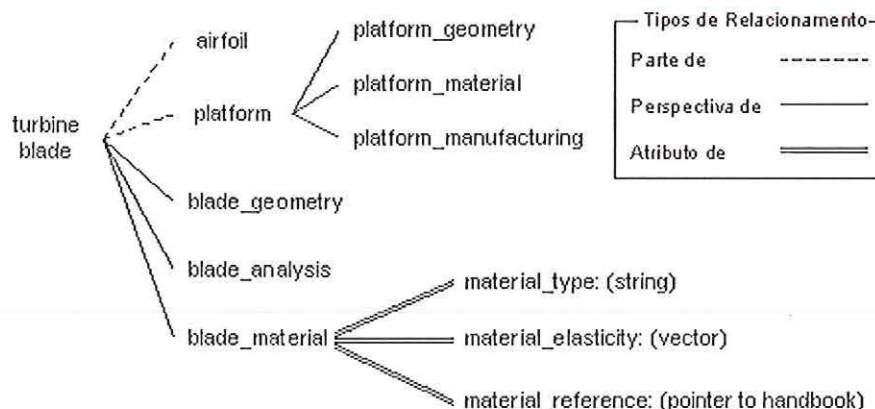 airfoil
platform
turbine
blade
platform_geometry
platform_material
platform_manufacturing
blade_geometry
blade_analysis
blade_material
material_type: (string)
material_elasticity: (vector)
material_reference: (pointer to handbook)
Tipos de Relacionamento
Parte de
Perspectiva de
Atributo de